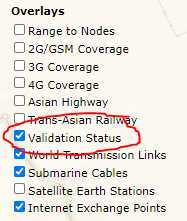 Overlays
Range to Nodes
2G/GSM Coverage
3G Coverage
4G Coverage
Asian Highway
Trans-Asian Railway
Validation Status
World Transmission Links
Submarine Cables
Satellite Earth Stations
Internet Exchange Points